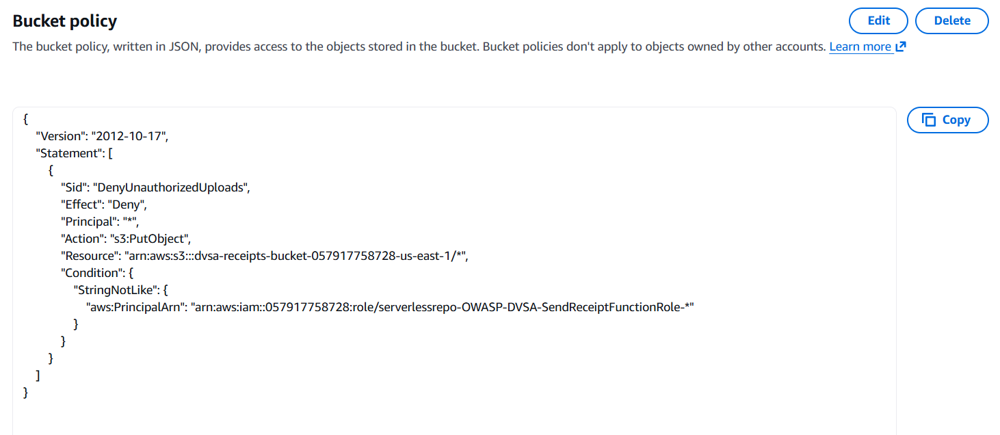 Bucket policy
Edit
Delete
The bucket policy, written in JSON, provides access to the objects stored in the bucket. Bucket policies don't apply to objects owned by other accounts. Learn more
Copy
{
"Version": "2012-10-17",
"Statement": [
{
"Sid": "DenyUnauthorizedUploads",
"Effect": "Deny",
"Principal": "*",
"Action": "s3:PutObject",
"Resource": "arn:aws:s3:::dvsa-receipts-bucket-057917758728-us-east-1/*",
"Condition": {
"StringNotLike": {
"aws:PrincipalArn": "arn:aws:iam::057917758728:role/serverlessrepo-OWASP-DVSA-SendReceiptFunctionRole-*"
}
}
}
]
}